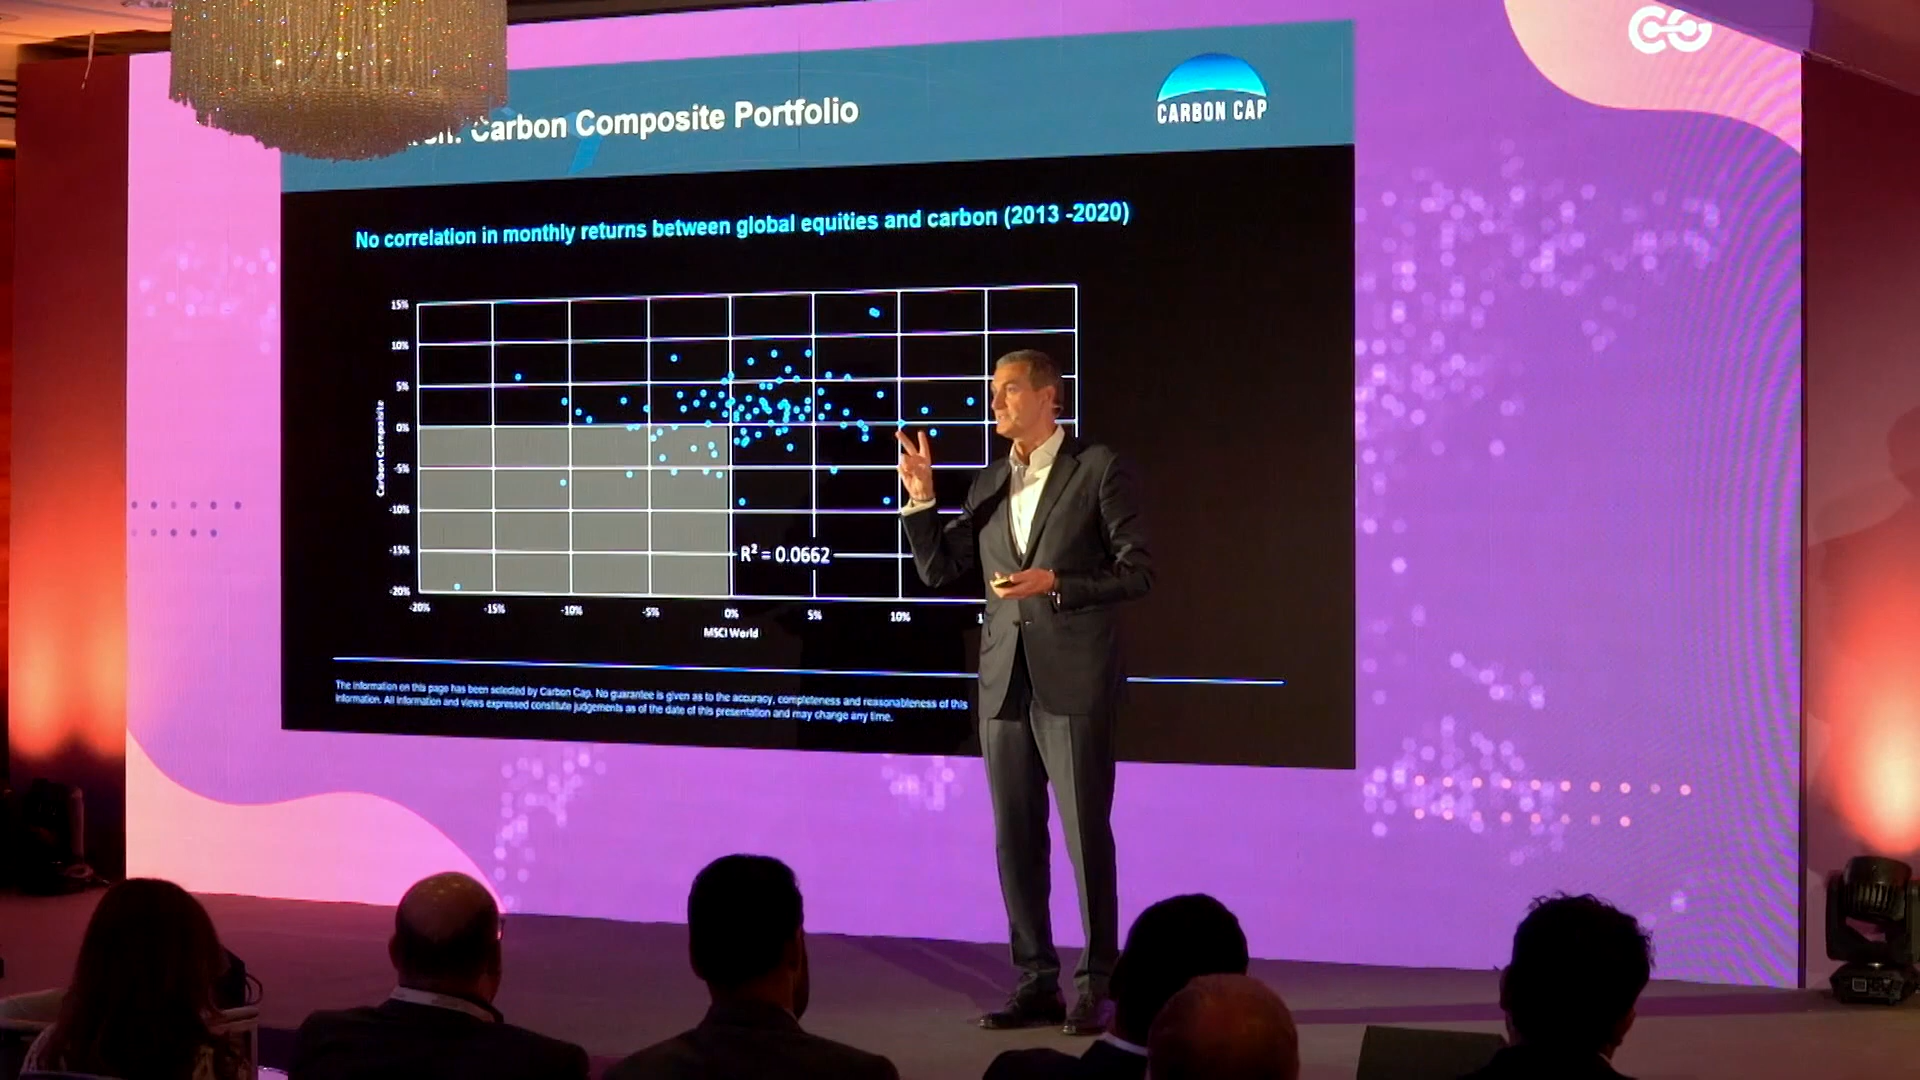 Carbon Composite Portfolio
CARBON CAP
No correlation in monthly returns between global equities and carbon (2013 -2020)
15%
10%
5%
0%
-5%
-10%
-15%
-20%
Carbon Composite
R² = 0.0662
-20% -15% -10% -5% 0% 5% 10%
MSCI World
The information on this page has been selected by Carbon Cap. No guarantee is given as to the accuracy, completeness and reasonableness of this
information. All information and views expressed constitute judgements as of the date of this presentation and may change any time.